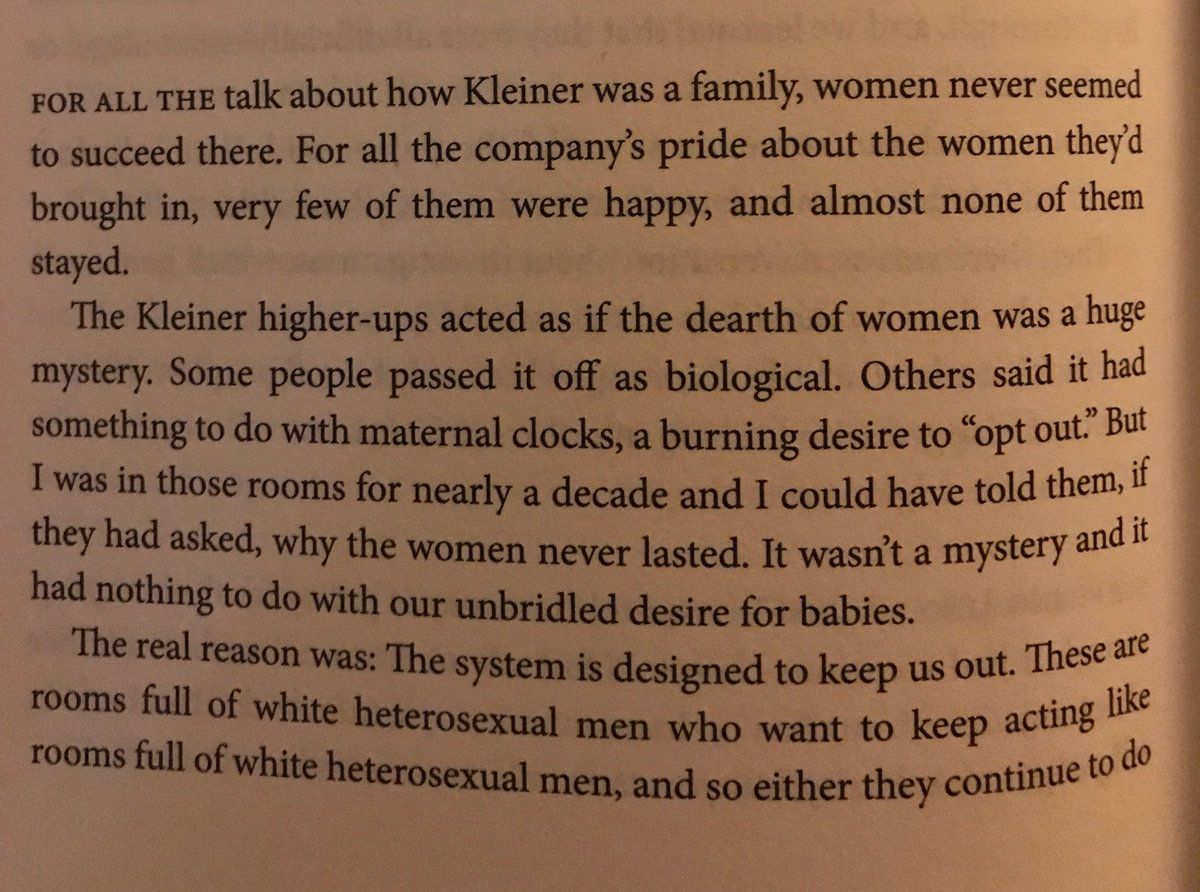 FOR ALL THE talk about how Kleiner was a family, women never seemed
to succeed there. For all the company’s pride about the women they’d
brought in, very few of them were happy, and almost none of them
stayed.
The Kleiner higher-ups acted as if the dearth of women was a huge
mystery. Some people passed it off as biological. Others said it had
something to do with maternal clocks, a burning desire to “opt out.” But
I was in those rooms for nearly a decade and I could have told them, if
they had asked, why the women never lasted. It wasn’t a mystery and it
had nothing to do with our unbridled desire for babies.
The real reason was: The system is designed to keep us out. These are
rooms full of white heterosexual men who want to keep acting like
rooms full of white heterosexual men, and so either they continue to do